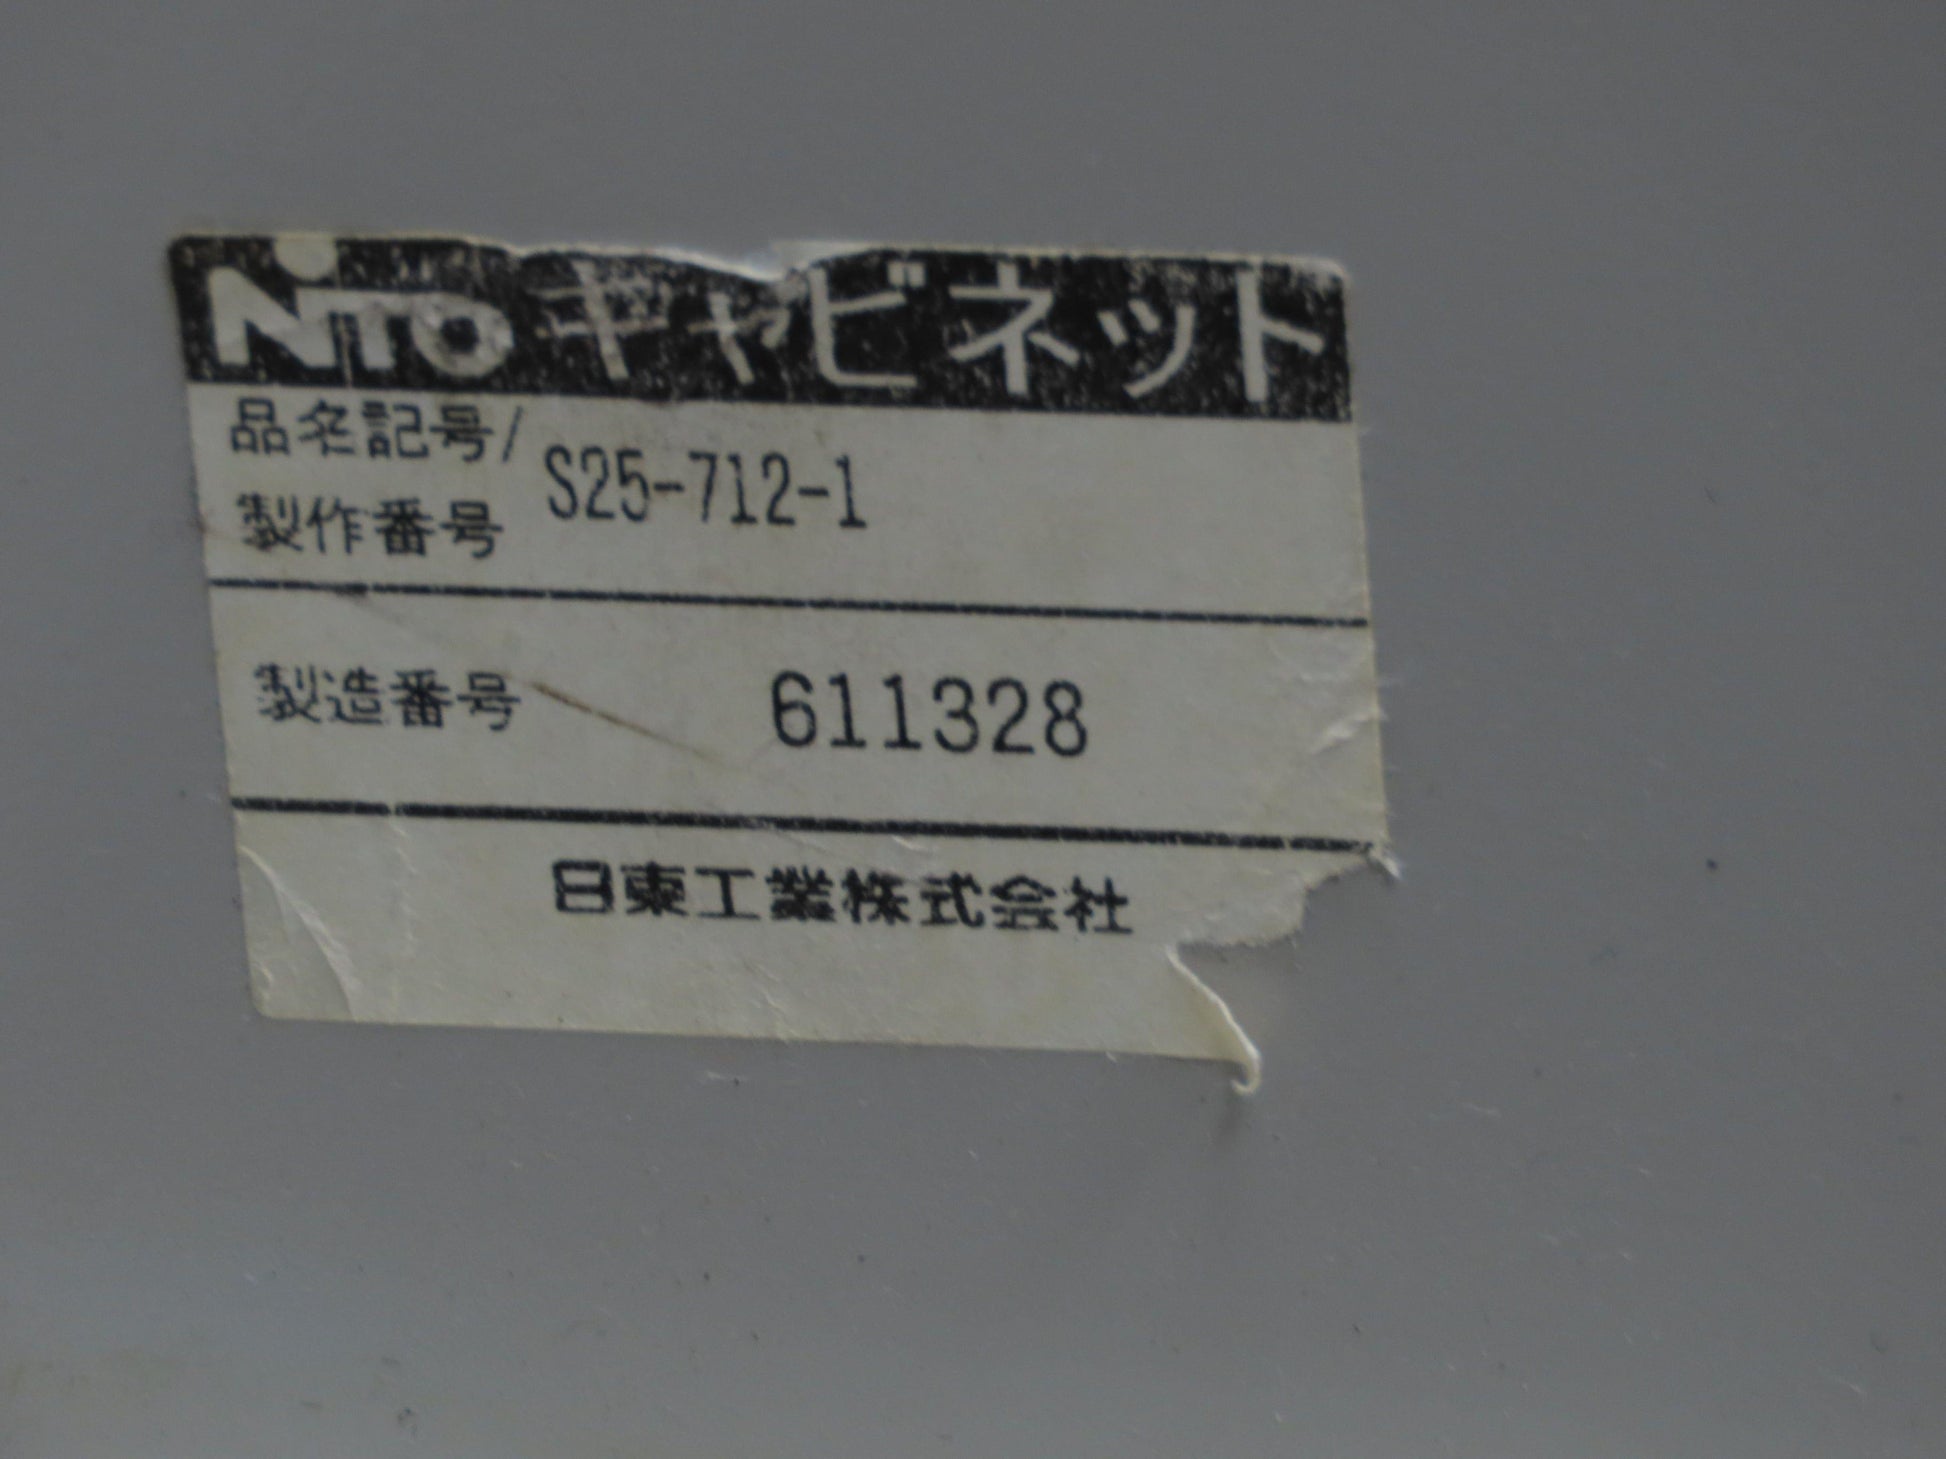 NiTO キャビネット
品名記号/
製作番号 S25-712-1
製造番号 611328
日東工業株式会社